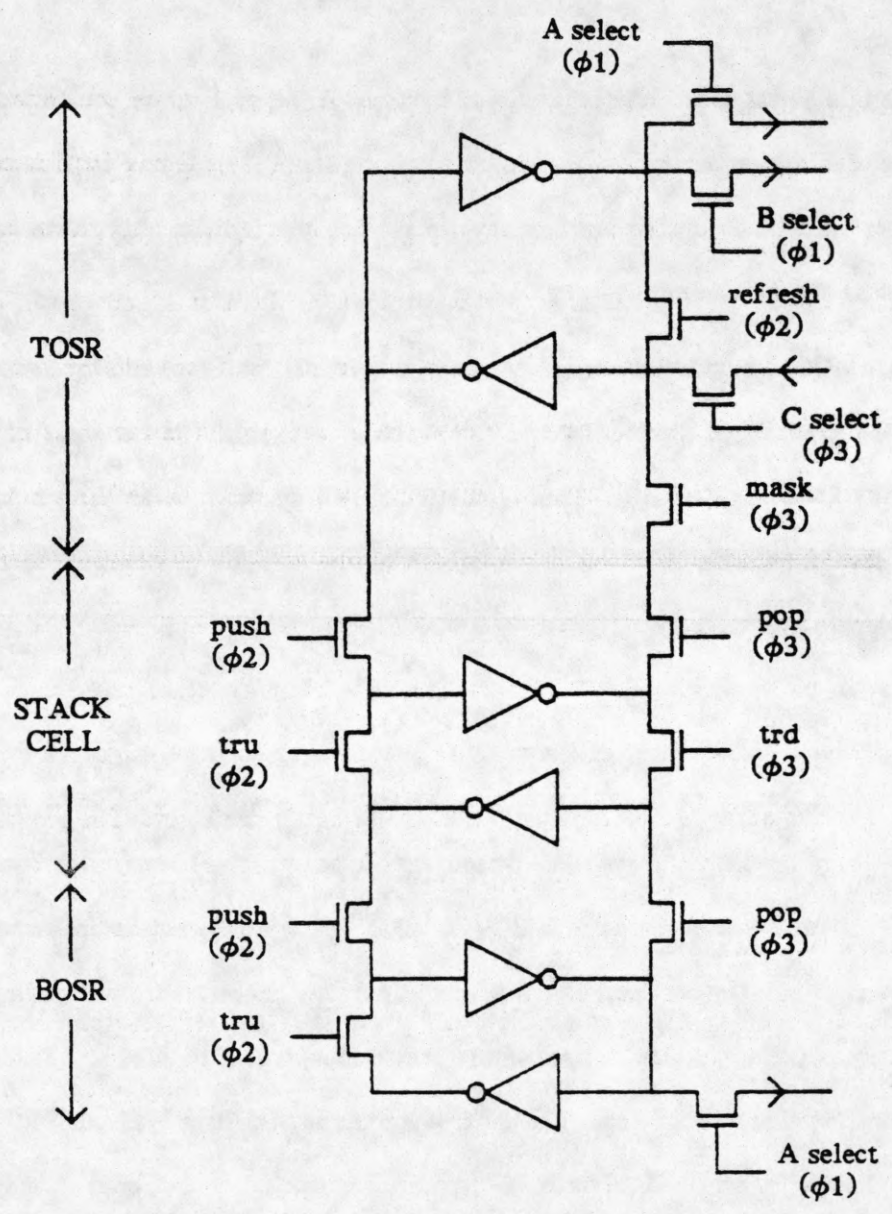 A select
(ϕ1)
B select
(ϕ1)
refresh
(ϕ2)
TOSR
C select
(ϕ3)
mask
(ϕ3)
push
(ϕ2)
pop
(ϕ3)
STACK
CELL
tru
(ϕ2)
trd
(ϕ3)
push
(ϕ2)
pop
(ϕ3)
BOSR
tru
(ϕ2)
A select
(ϕ1)